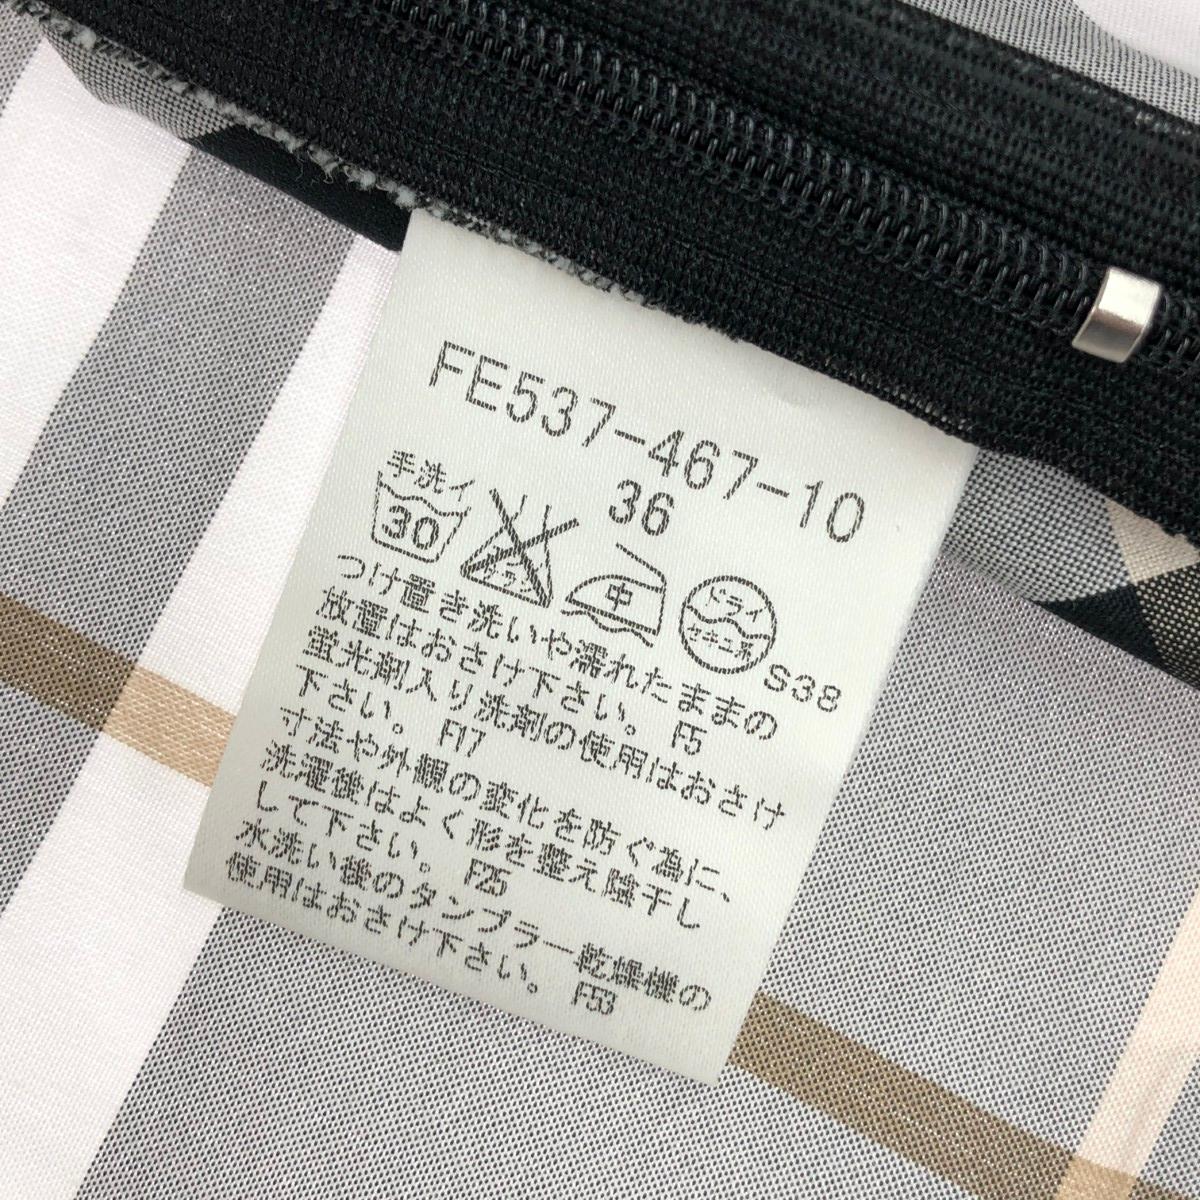 FE537-467-10
36
手洗イ
30
中
ドライ
セキユ系
S38
つけ置き洗いや濡れたままの
放置はおさけ下さい。 F5
蛍光剤入り洗剤の使用はおさけ
下さい。 F17
寸法や外観の変化を防ぐ為に、
洗濯後はよく形を整え陰干し
して下さい。 F25
水洗い後のタンブラー乾燥機の
使用はおさけ下さい。 F53